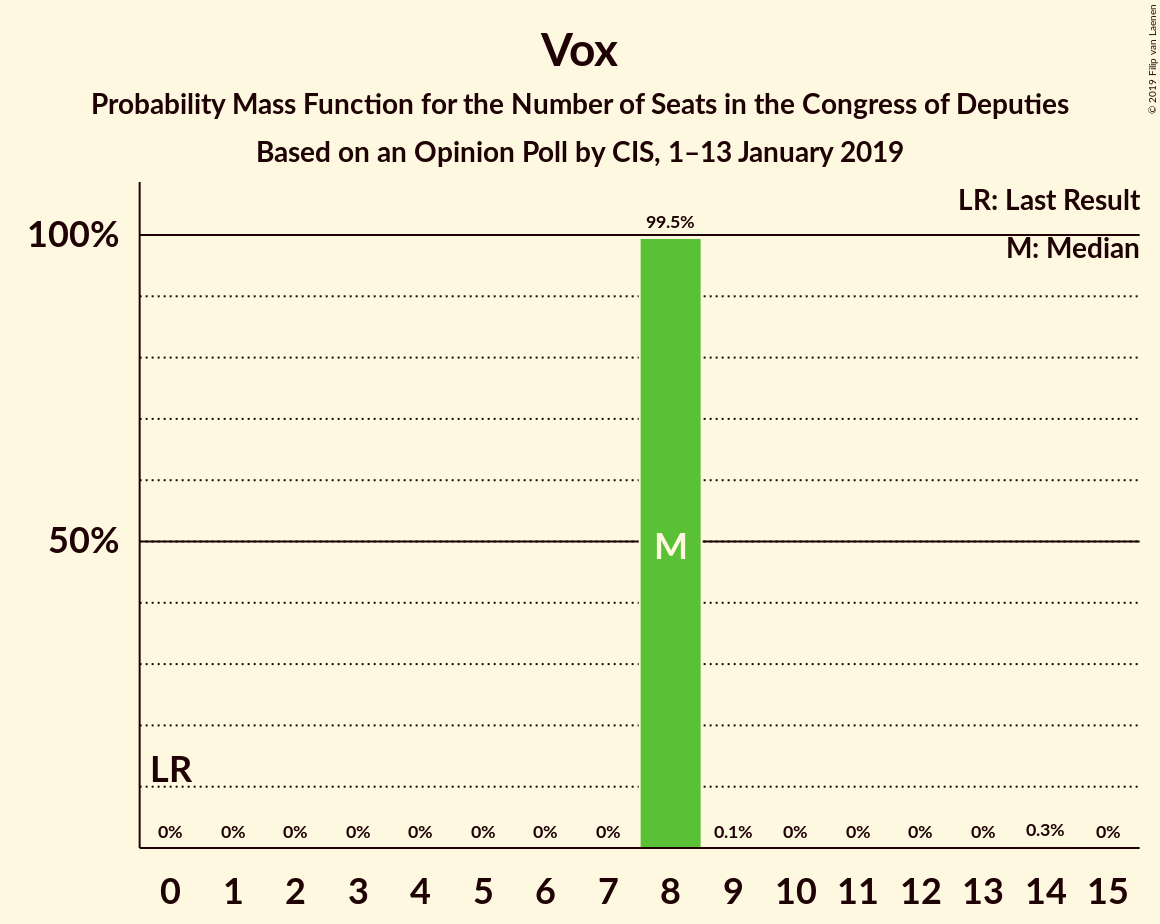 Vox
Probability Mass Function for the Number of Seats in the Congress of Deputies
Based on an Opinion Poll by CIS, 1–13 January 2019
© 2019 Filip van Laenen
LR: Last Result
M: Median
100%
50%
99.5%
M
LR
0% 0% 0% 0% 0% 0% 0% 0% 0.1% 0% 0% 0% 0% 0.3% 0%
0 1 2 3 4 5 6 7 8 9 10 11 12 13 14 15